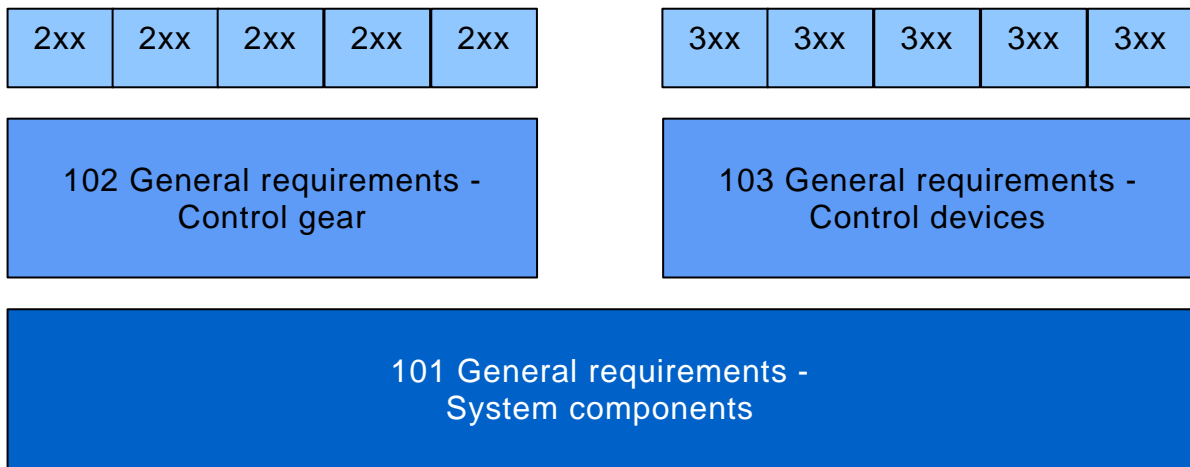 2xx 2xx 2xx 2xx 2xx 3xx 3xx 3xx 3xx 3xx
102 General requirements -
Control gear
103 General requirements -
Control devices
101 General requirements -
System components